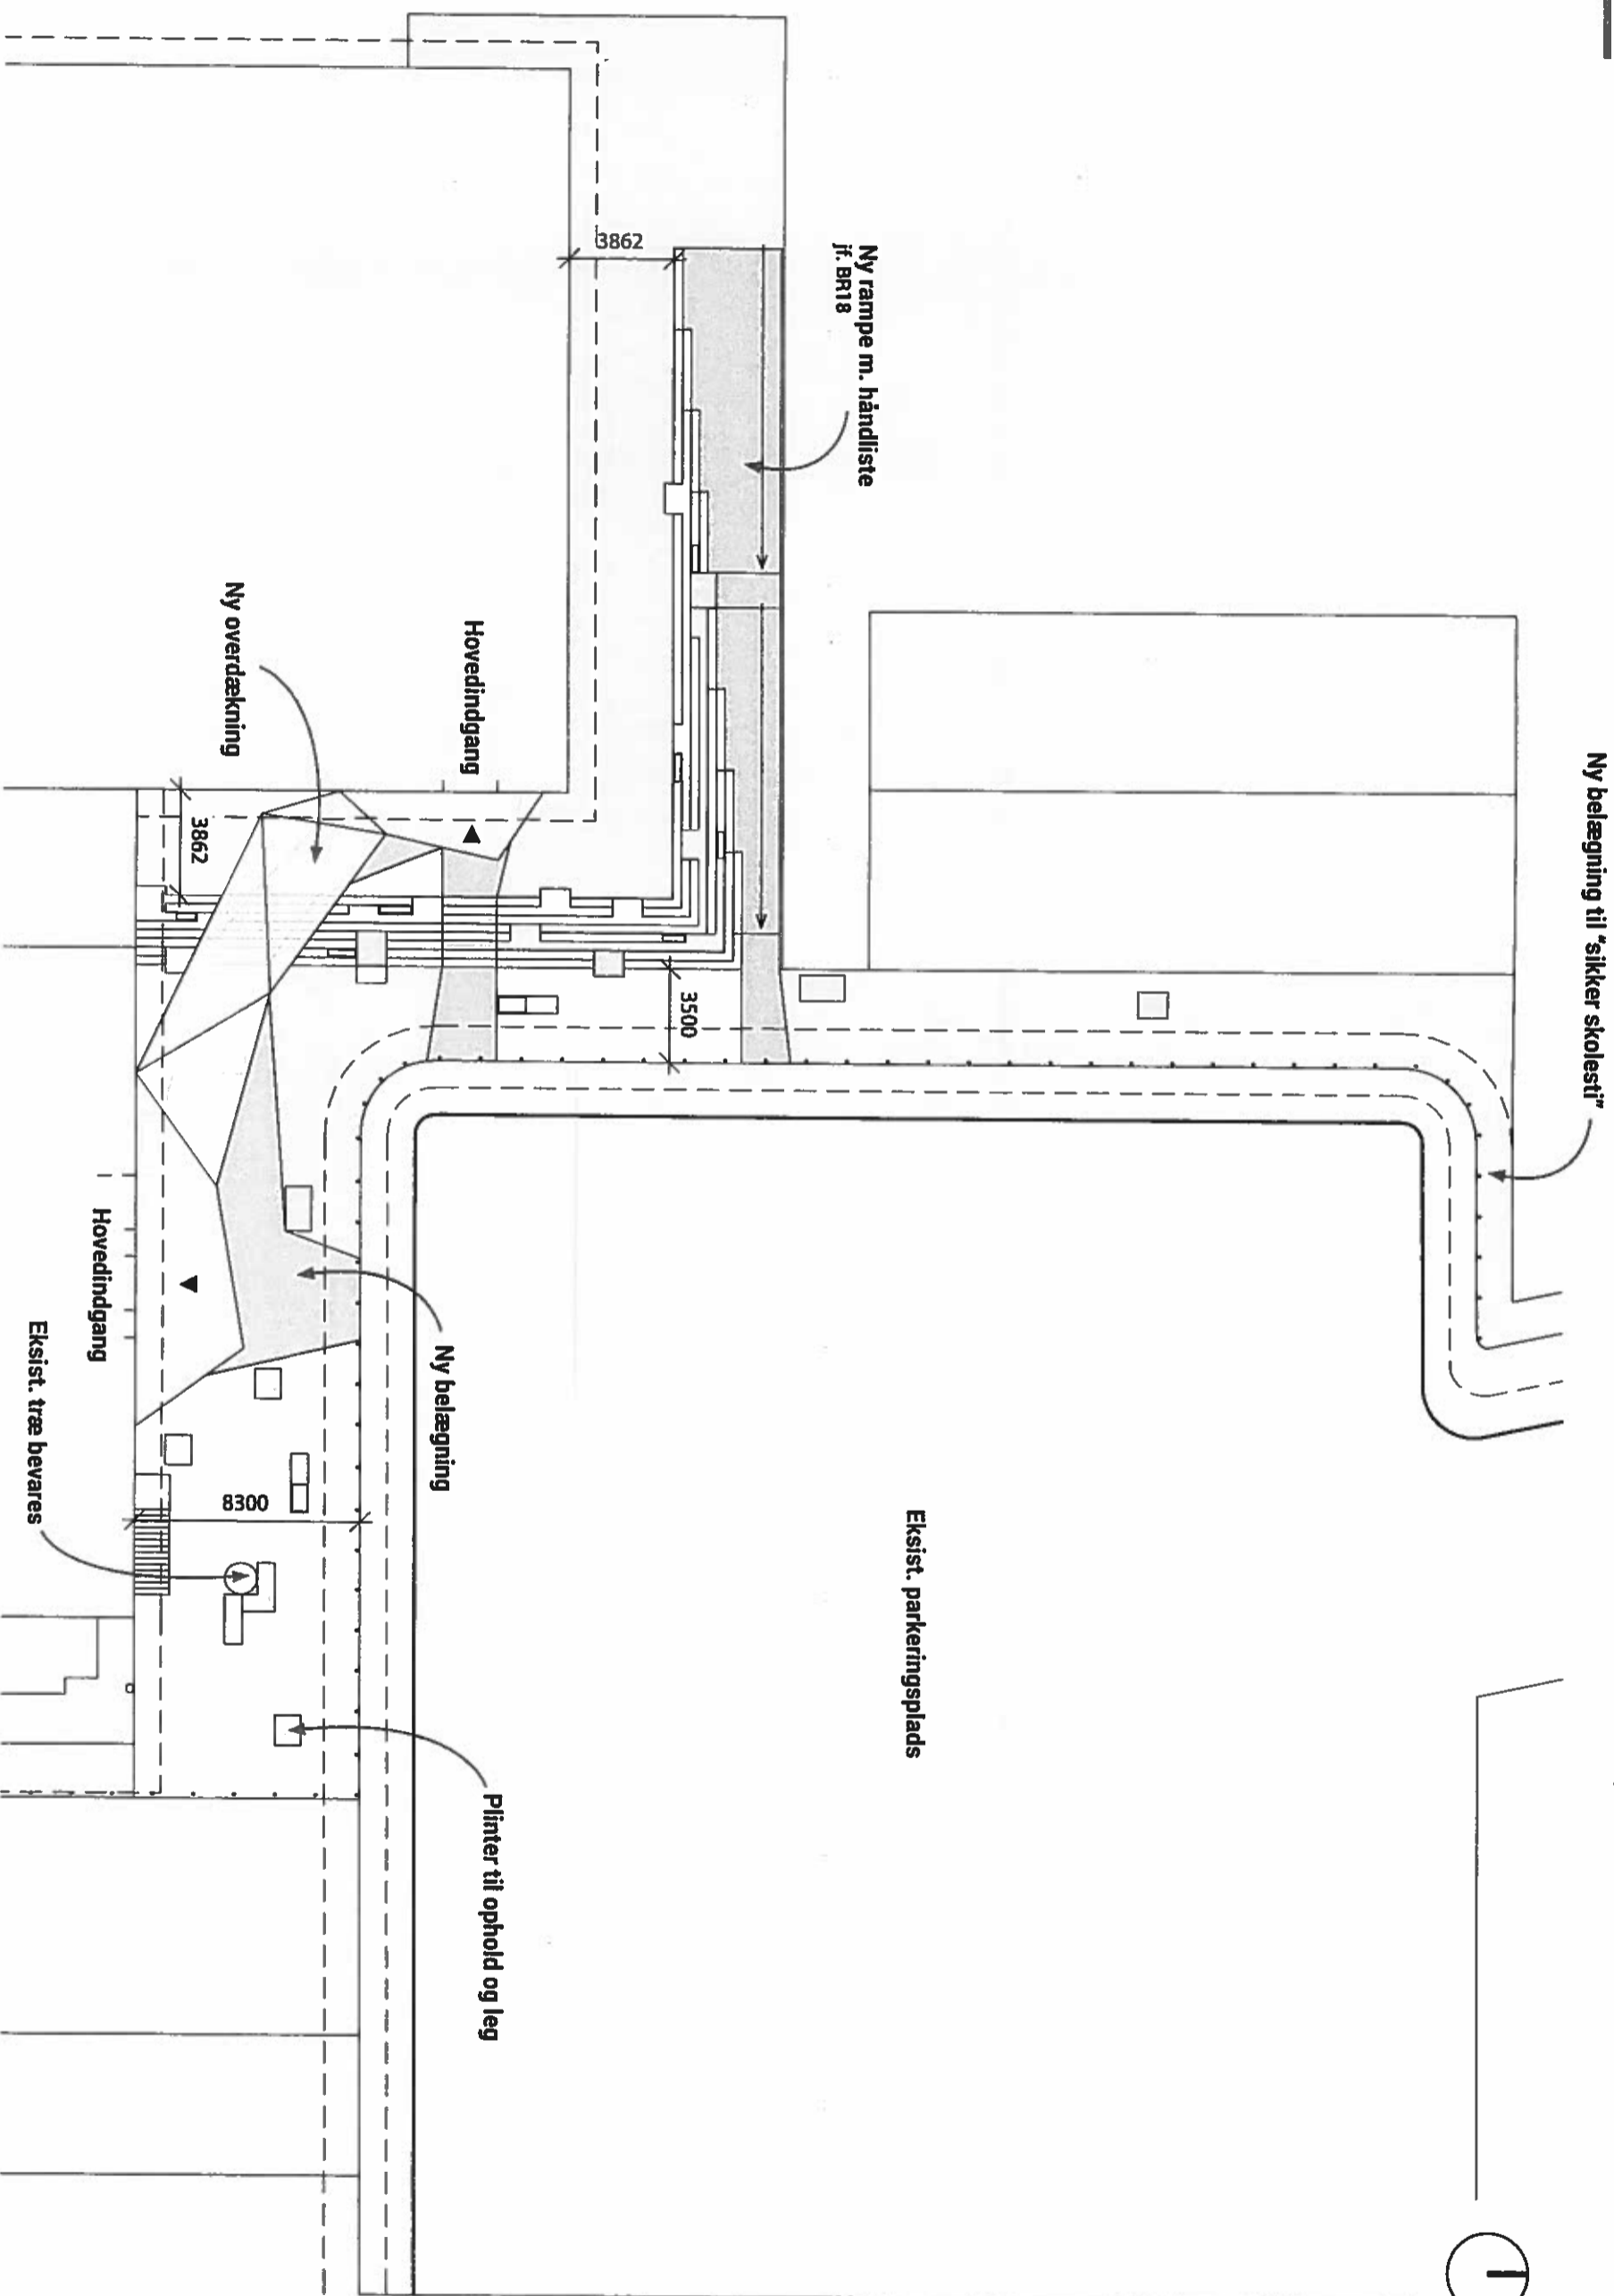 Ny belægning til "sikker skolesti"
Ny rampe m. håndliste
jf. BR18
3862
Hovedindgang
Ny overdækning
3862
3500
Hovedindgang
Ny belægning
Eksist. træ bevares
8300
Eksist. parkeringsplads
Plinter til ophold og leg